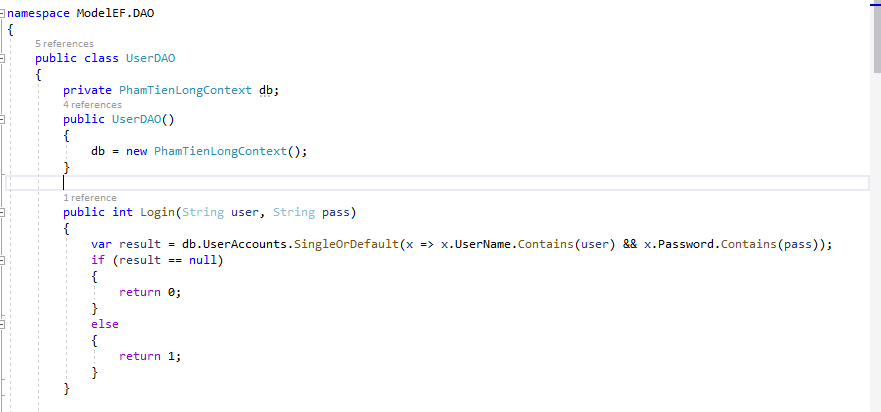 namespace ModelEF.DAO
{
5 references
public class UserDAO
{
private PhamTienLongContext db;
4 references
public UserDAO()
{
db = new PhamTienLongContext();
}
1 reference
public int Login(String user, String pass)
{
var result = db.UserAccounts.SingleOrDefault(x => x.UserName.Contains(user) && x.Password.Contains(pass));
if (result == null)
{
return 0;
}
else
{
return 1;
}
}